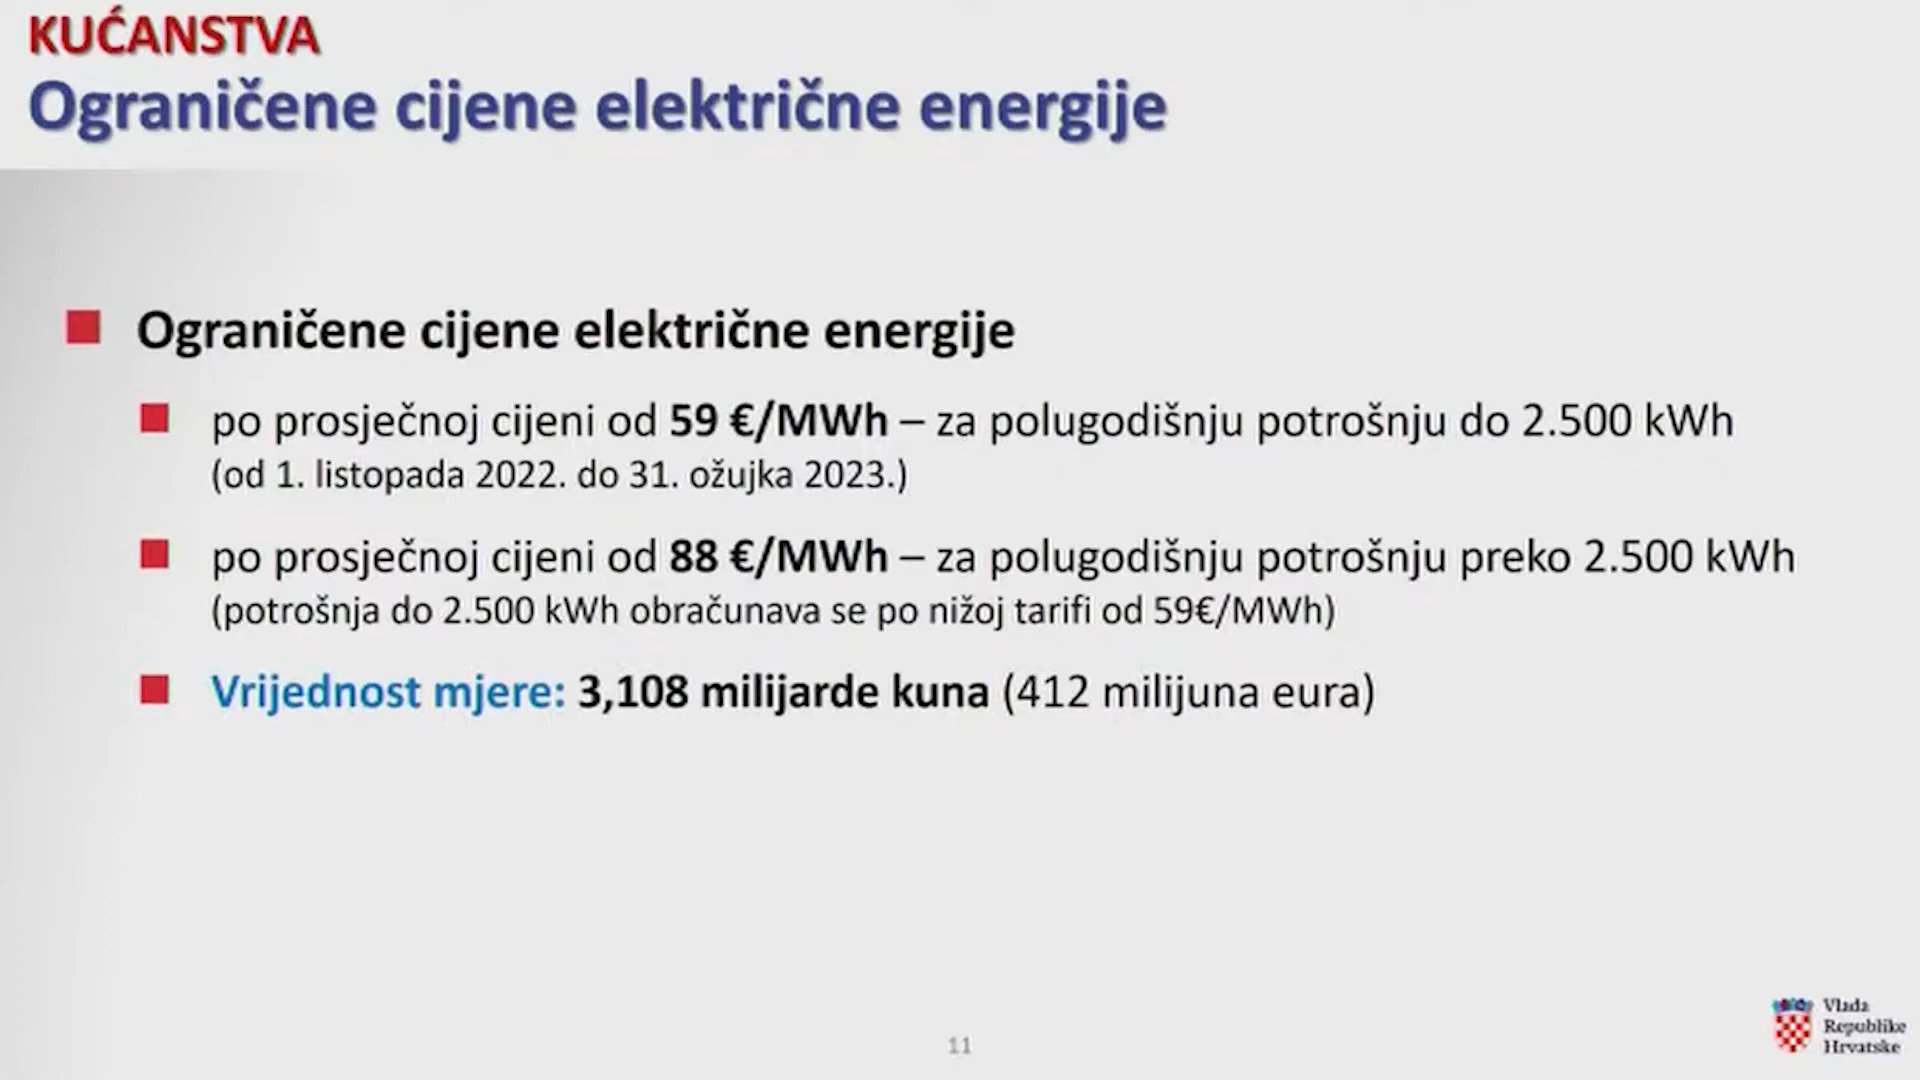 KUĆANSTVA
Ograničene cijene električne energije
Ograničene cijene električne energije
po prosječnoj cijeni od 59 €/MWh – za polugodišnju potrošnju do 2.500 kWh
(od 1. listopada 2022. do 31. ožujka 2023.)
po prosječnoj cijeni od 88 €/MWh – za polugodišnju potrošnju preko 2.500 kWh
(potrošnja do 2.500 kWh obračunava se po nižoj tarifi od 59€/MWh)
Vrijednost mjere: 3,108 milijarde kuna (412 milijuna eura)
11
Vlada
Republike
Hrvatske